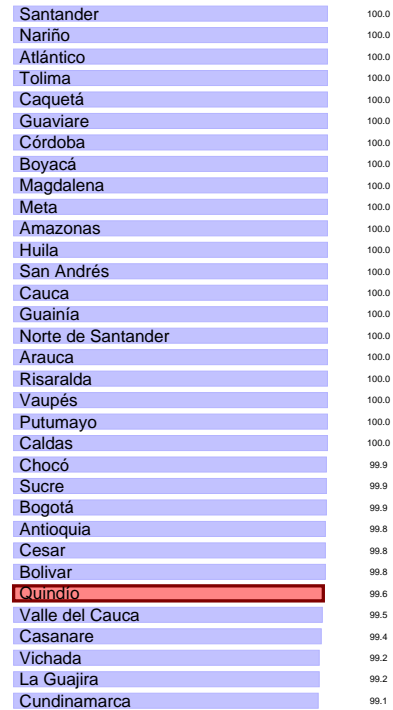 Santander 100.0
Nariño 100.0
Atlántico 100.0
Tolima 100.0
Caquetá 100.0
Guaviare 100.0
Córdoba 100.0
Boyacá 100.0
Magdalena 100.0
Meta 100.0
Amazonas 100.0
Huila 100.0
San Andrés 100.0
Cauca 100.0
Guainía 100.0
Norte de Santander 100.0
Arauca 100.0
Risaralda 100.0
Vaupés 100.0
Putumayo 100.0
Caldas 100.0
Chocó 99.9
Sucre 99.9
Bogotá 99.9
Antioquia 99.8
Cesar 99.8
Bolivar 99.8
Quindio 99.6
Valle del Cauca 99.5
Casanare 99.4
Vichada 99.2
La Guajira 99.2
Cundinamarca 99.1